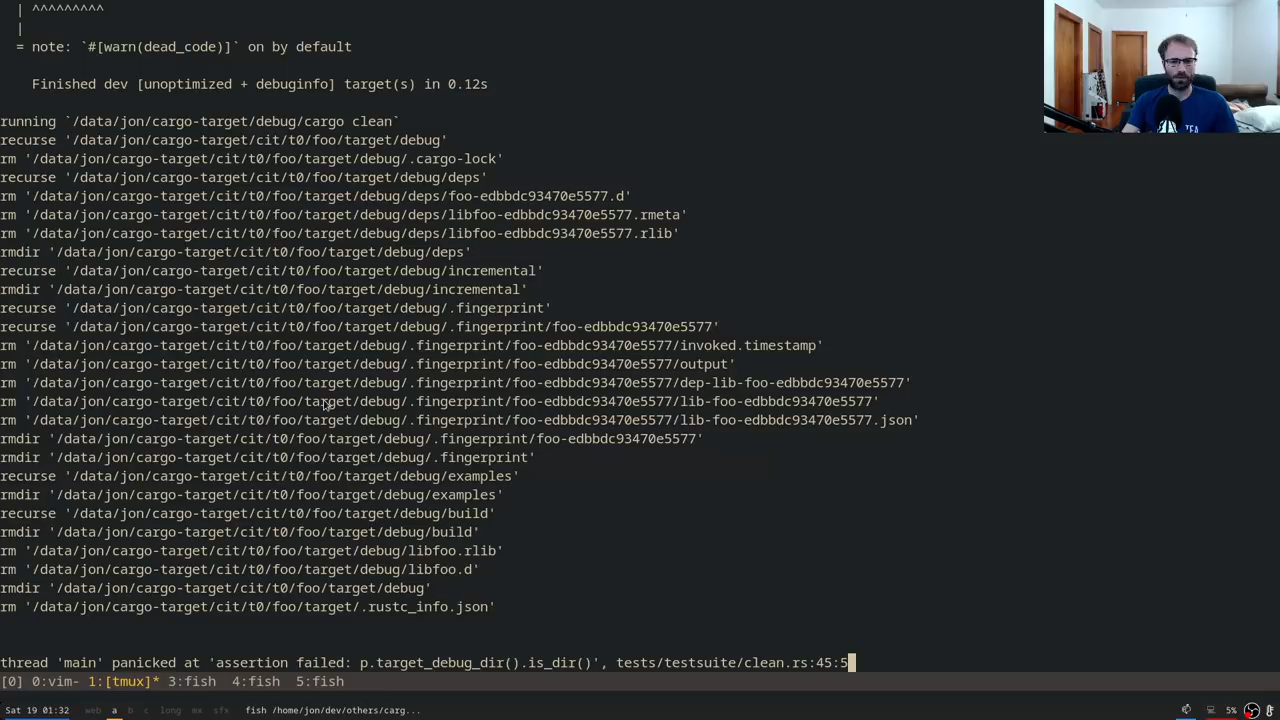 | ^^^^^^^^^
|
= note: `#[warn(dead_code)]` on by default
Finished dev [unoptimized + debuginfo] target(s) in 0.12s
running `/data/jon/cargo-target/debug/cargo clean`
recurse '/data/jon/cargo-target/cit/t0/foo/target/debug'
rm '/data/jon/cargo-target/cit/t0/foo/target/debug/.cargo-lock'
recurse '/data/jon/cargo-target/cit/t0/foo/target/debug/deps'
rm '/data/jon/cargo-target/cit/t0/foo/target/debug/deps/foo-edbbdc93470e5577.d'
rm '/data/jon/cargo-target/cit/t0/foo/target/debug/deps/libfoo-edbbdc93470e5577.rmeta'
rm '/data/jon/cargo-target/cit/t0/foo/target/debug/deps/libfoo-edbbdc93470e5577.rlib'
rmdir '/data/jon/cargo-target/cit/t0/foo/target/debug/deps'
recurse '/data/jon/cargo-target/cit/t0/foo/target/debug/incremental'
rmdir '/data/jon/cargo-target/cit/t0/foo/target/debug/incremental'
recurse '/data/jon/cargo-target/cit/t0/foo/target/debug/.fingerprint'
recurse '/data/jon/cargo-target/cit/t0/foo/target/debug/.fingerprint/foo-edbbdc93470e5577'
rm '/data/jon/cargo-target/cit/t0/foo/target/debug/.fingerprint/foo-edbbdc93470e5577/invoked.timestamp'
rm '/data/jon/cargo-target/cit/t0/foo/target/debug/.fingerprint/foo-edbbdc93470e5577/output'
rm '/data/jon/cargo-target/cit/t0/foo/target/debug/.fingerprint/foo-edbbdc93470e5577/dep-lib-foo-edbbdc93470e5577'
rm '/data/jon/cargo-target/cit/t0/foo/target/debug/.fingerprint/foo-edbbdc93470e5577/lib-foo-edbbdc93470e5577'
rm '/data/jon/cargo-target/cit/t0/foo/target/debug/.fingerprint/foo-edbbdc93470e5577/lib-foo-edbbdc93470e5577.json'
rmdir '/data/jon/cargo-target/cit/t0/foo/target/debug/.fingerprint/foo-edbbdc93470e5577'
rmdir '/data/jon/cargo-target/cit/t0/foo/target/debug/.fingerprint'
recurse '/data/jon/cargo-target/cit/t0/foo/target/debug/examples'
rmdir '/data/jon/cargo-target/cit/t0/foo/target/debug/examples'
recurse '/data/jon/cargo-target/cit/t0/foo/target/debug/build'
rmdir '/data/jon/cargo-target/cit/t0/foo/target/debug/build'
rm '/data/jon/cargo-target/cit/t0/foo/target/debug/libfoo.rlib'
rm '/data/jon/cargo-target/cit/t0/foo/target/debug/libfoo.d'
rmdir '/data/jon/cargo-target/cit/t0/foo/target/debug'
rm '/data/jon/cargo-target/cit/t0/foo/target/.rustc_info.json'
thread 'main' panicked at 'assertion failed: p.target_debug_dir().is_dir()', tests/testsuite/clean.rs:45:5
[0] 0:vim- 1:[tmux]* 3:fish 4:fish 5:fish
Sat 19 01:32 web a b c long mx sfx fish /home/jon/dev/others/carg... 5%